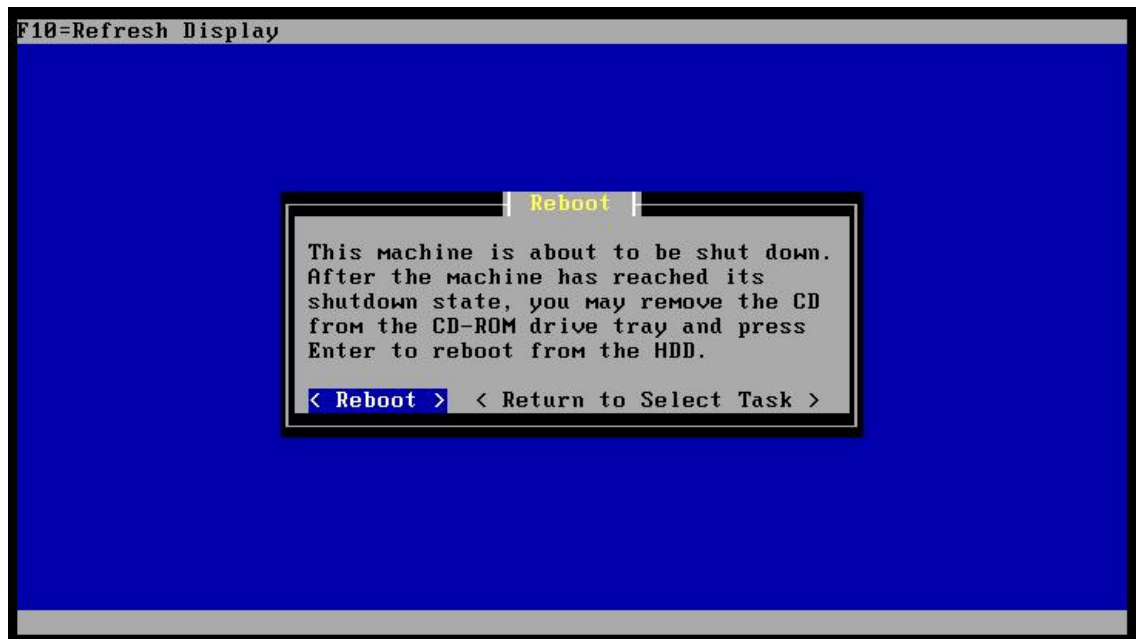 F10=Refresh Display
Reboot
This machine is about to be shut down.
After the machine has reached its
shutdown state, you may remove the CD
from the CD-ROM drive tray and press
Enter to reboot from the HDD.
< Reboot > < Return to Select Task >